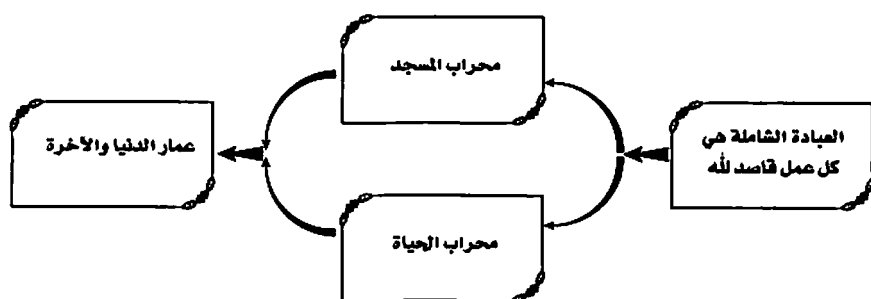 العبادة الشاملة هي
كل عمل قاصد لله
محراب المسجد
محراب الحياة
عمار الدنيا والآخرة